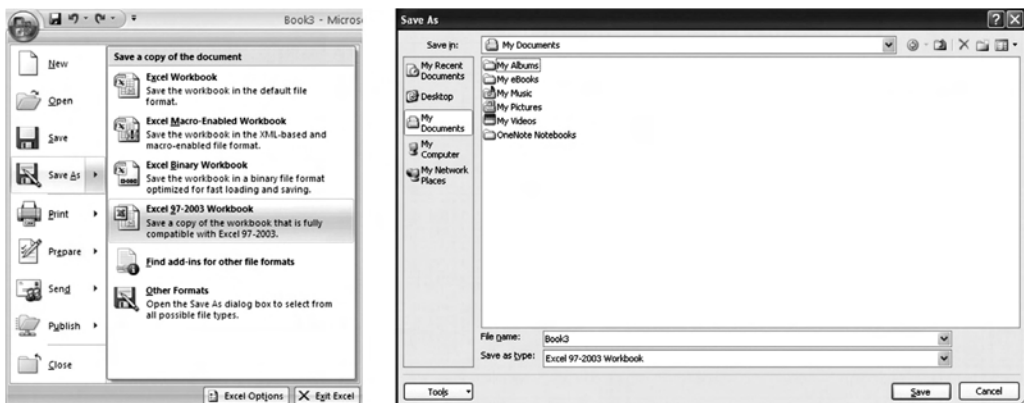 Book3 - Micros
New
Open
Save
Save As
Print
Prepare
Send
Publish
Close
Save a copy of the document
Excel Workbook
Save the workbook in the default file
format.
Excel Macro-Enabled Workbook
Save the workbook in the XML-based and
macro-enabled file format.
Excel Binary Workbook
Save the workbook in a binary file format
optimized for fast loading and saving.
Excel 97-2003 Workbook
Save a copy of the workbook that is fully
compatible with Excel 97-2003.
Find add-ins for other file formats
Other Formats
Open the Save As dialog box to select from
all possible file types.
Excel Options
Exit Excel
Save As
Save in:
My Documents
My Recent
Documents
Desktop
My
Documents
My
Computer
My Network
Places
My Albums
My eBooks
My Music
My Pictures
My Videos
OneNote Notebooks
File name:
Book3
Save as type:
Excel 97-2003 Workbook
Tools
Save
Cancel